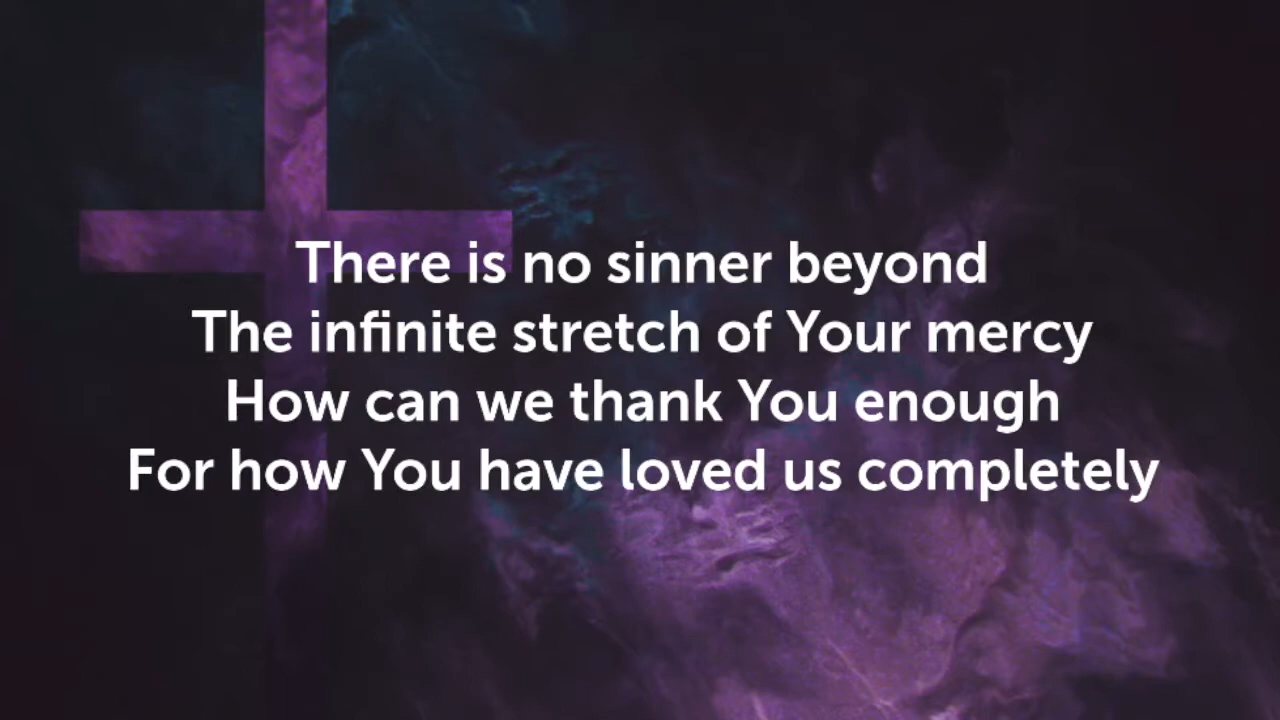 There is no sinner beyond
The infinite stretch of Your mercy
How can we thank You enough
For how You have loved us completely